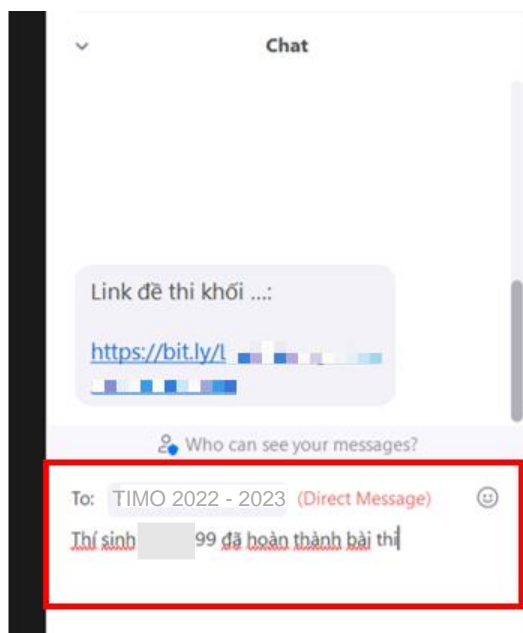 Chat
Link đề thi khối ...:
https://bit.ly/
Who can see your messages?
To: TIMO 2022 - 2023 (Direct Message)
Thí sinh 99 đã hoàn thành bài thi